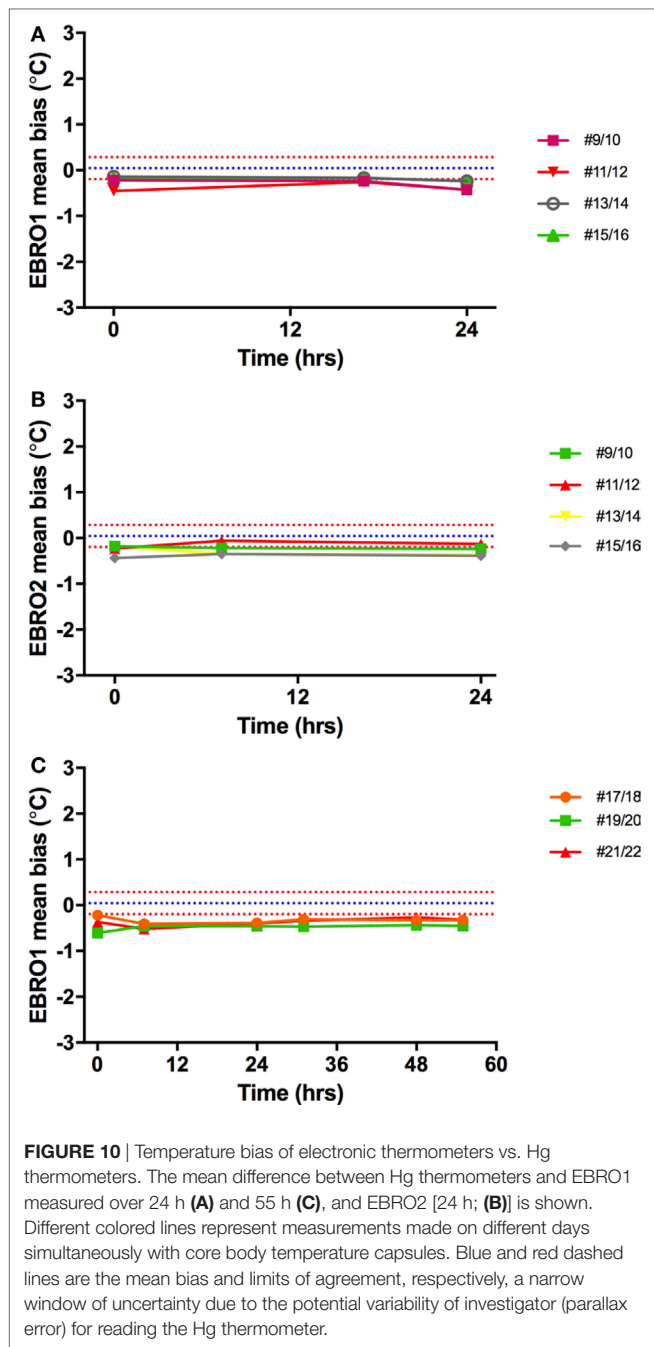 A
3
2
1
0
-1
-2
-3
EBRO1 mean bias (°C)
0
12
24
Time (hrs)
#9/10
#11/12
#13/14
#15/16
B
3
2
1
0
-1
-2
-3
EBRO2 mean bias (°C)
0
12
24
Time (hrs)
#9/10
#11/12
#13/14
#15/16
C
3
2
1
0
-1
-2
-3
EBRO1 mean bias (°C)
0
12
24
36
48
60
Time (hrs)
#17/18
#19/20
#21/22
FIGURE 10 | Temperature bias of electronic thermometers vs. Hg
thermometers. The mean difference between Hg thermometers and EBRO1
measured over 24 h (A) and 55 h (C), and EBRO2 [24 h; (B)] is shown.
Different colored lines represent measurements made on different days
simultaneously with core body temperature capsules. Blue and red dashed
lines are the mean bias and limits of agreement, respectively, a narrow
window of uncertainty due to the potential variability of investigator (parallax
error) for reading the Hg thermometer.